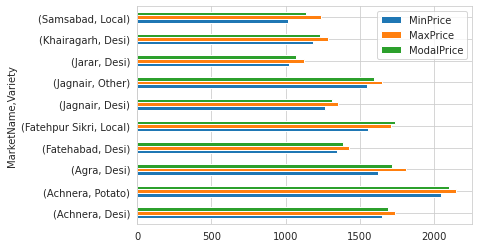 MarketName,Variety
(Samsabad, Local)
(Khairagarh, Desi)
(Jarar, Desi)
(Jagnair, Other)
(Jagnair, Desi)
(Fatehpur Sikri, Local)
(Fatehabad, Desi)
(Agra, Desi)
(Achnera, Potato)
(Achnera, Desi)
MinPrice
MaxPrice
ModalPrice
0 500 1000 1500 2000